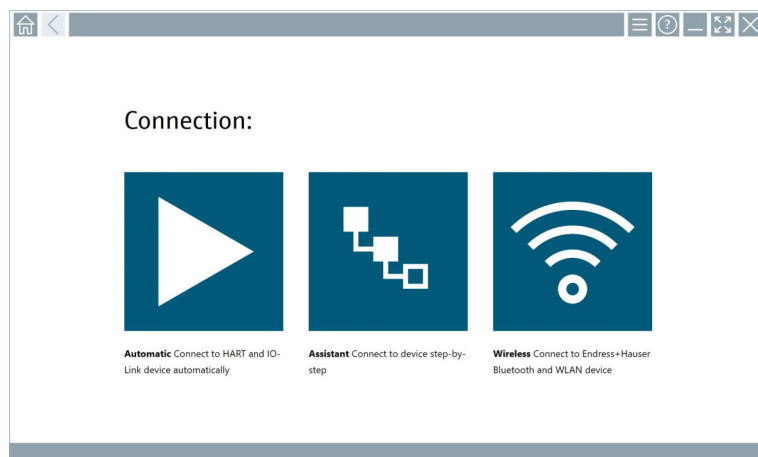 Connection:
Automatic Connect to HART and IO-
Link device automatically
Assistant Connect to device step-by-
step
Wireless Connect to Endress+Hauser
Bluetooth and WLAN device